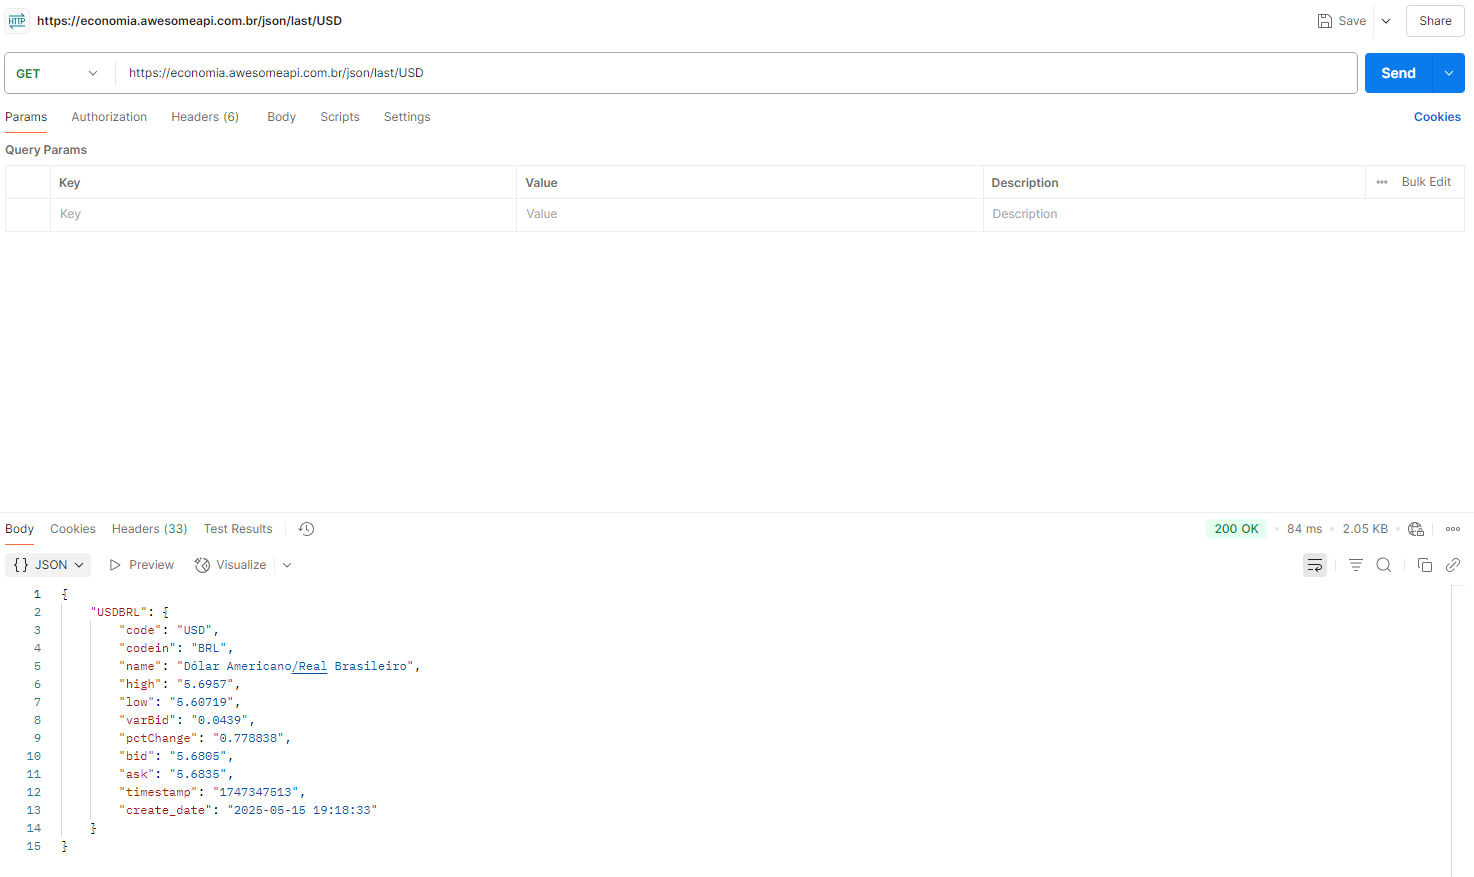 HTTP https://economia.awesomeapi.com.br/json/last/USD Save Share
GET https://economia.awesomeapi.com.br/json/last/USD Send
Params Authorization Headers (6) Body Scripts Settings Cookies
Query Params
Key Value Description Bulk Edit
Key Value Description
Body Cookies Headers (33) Test Results 200 OK 84 ms 2.05 KB
{} JSON Preview Visualize
1 {
2 "USDBRL": {
3 "code": "USD",
4 "codein": "BRL",
5 "name": "Dólar Americano/Real Brasileiro",
6 "high": "5.6957",
7 "low": "5.60719",
8 "varBid": "0.0439",
9 "pctChange": "0.778838",
10 "bid": "5.6805",
11 "ask": "5.6835",
12 "timestamp": "1747347513",
13 "create_date": "2025-05-15 19:18:33"
14 }
15 }